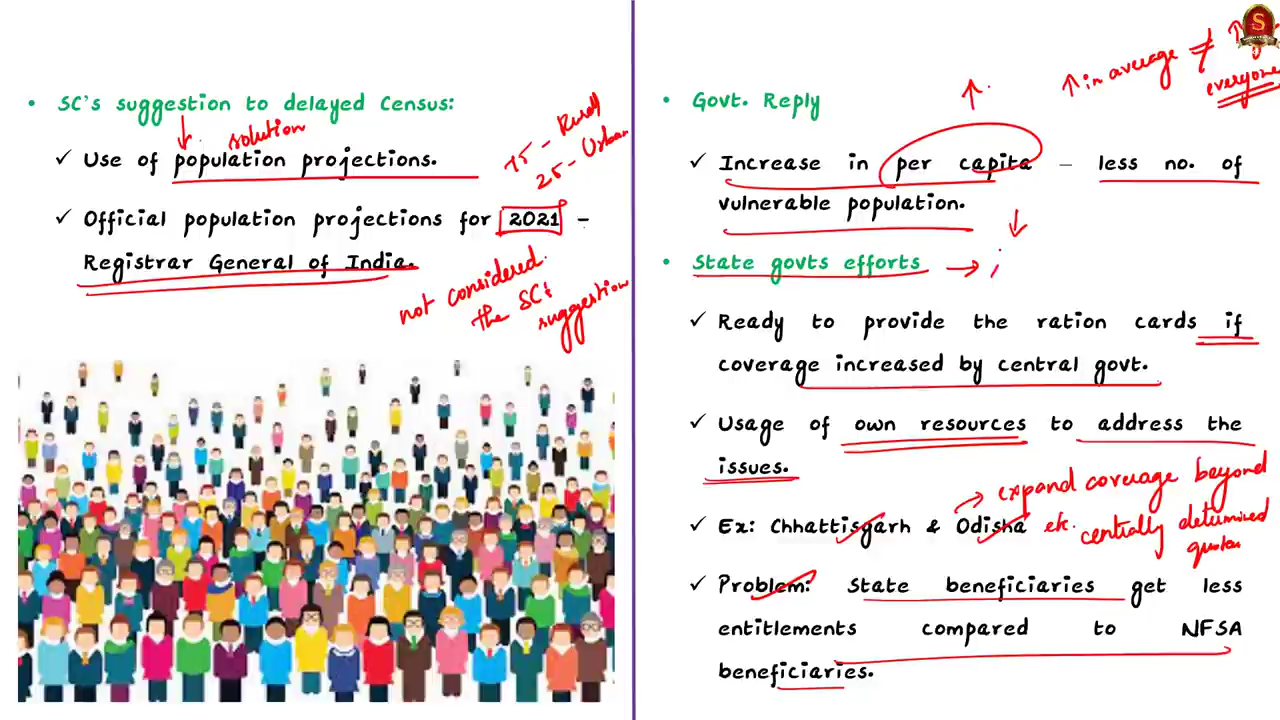 • SC's suggestion to delayed Census:
solution
✓ Use of population projections.
75 - Rural
25 - Urban
✓ Official population projections for 2021 -
Registrar General of India.
not considered
the SC's
suggestion
↑ in average ≠ ↑
everyone
• Govt. Reply
↑
✓ Increase in per capita – less no. of
vulnerable population.
↓
• State govts efforts →
✓ Ready to provide the ration cards if
coverage increased by central govt.
✓ Usage of own resources to address the
issues.
→ expand coverage beyond
✓ Ex: Chhattisgarh & Odisha etc.
centrally determined
quotas
✓ Problem: State beneficiaries get less
entitlements compared to NFSA
beneficiaries.